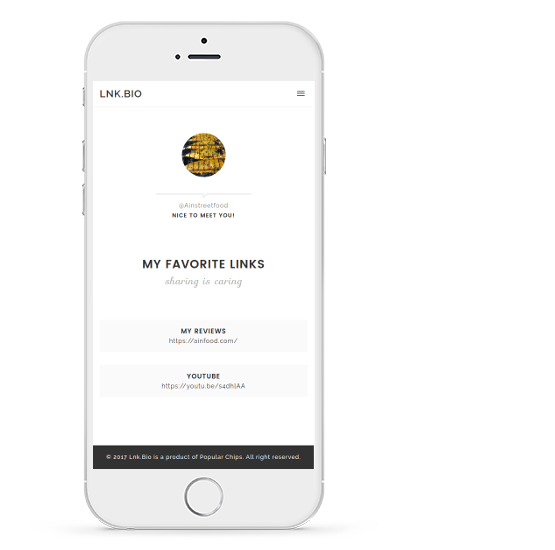 LNK.BIO
@Ainstreetfood
NICE TO MEET YOU!
MY FAVORITE LINKS
sharing is caring
MY REVIEWS
https://ainfood.com/
YOUTUBE
https://youtu.be/s4dhIAA
© 2017 Lnk.Bio is a product of Popular Chips. All right reserved.